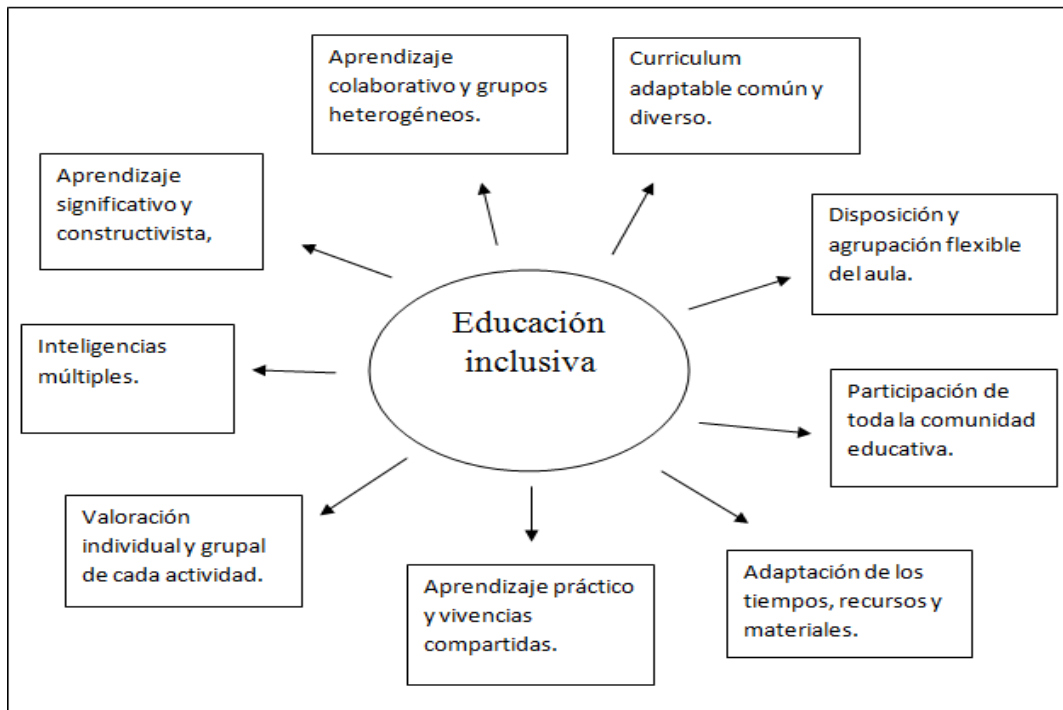 Aprendizaje
colaborativo y grupos
heterogéneos.
Curriculum
adaptable común y
diverso.
Aprendizaje
significativo y
constructivista,
Disposición y
agrupación flexible
del aula.
Educación
inclusiva
Inteligencias
múltiples.
Participación de
toda la comunidad
educativa.
Valoración
individual y grupal
de cada actividad.
Aprendizaje práctico
y vivencias
compartidas.
Adaptación de los
tiempos, recursos y
materiales.